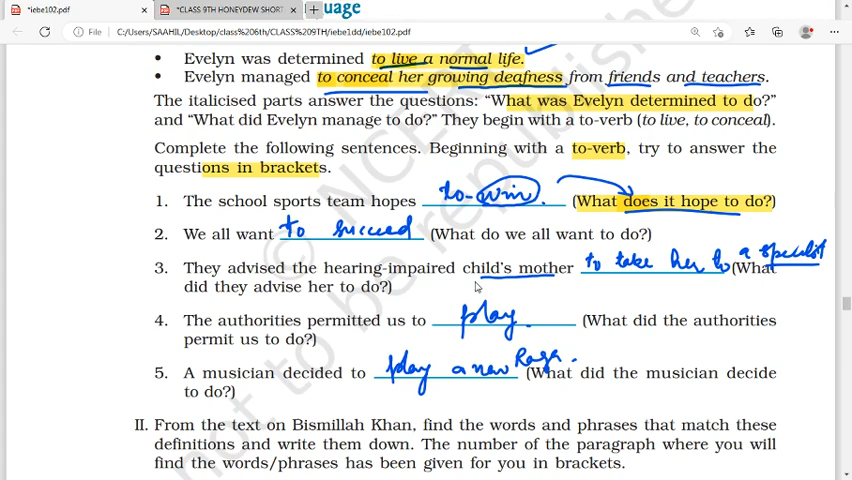 *iebe102.pdf
*CLASS 9TH HONEYDEW SHORT
File
C:/Users/SAAHIL/Desktop/class%206th/CLASS%209TH/iebe1dd/iebe102.pdf
uage
• Evelyn was determined to live a normal life.
• Evelyn managed to conceal her growing deafness from friends and teachers.
The italicised parts answer the questions: “What was Evelyn determined to do?”
and “What did Evelyn manage to do?” They begin with a to-verb (to live, to conceal).
Complete the following sentences. Beginning with a to-verb, try to answer the
questions in brackets.
1. The school sports team hopes to-win. (What does it hope to do?)
2. We all want to succeed (What do we all want to do?)
3. They advised the hearing-impaired child’s mother to take her to a specialist (What
did they advise her to do?)
4. The authorities permitted us to play. (What did the authorities
permit us to do?)
5. A musician decided to play a new Raga. (What did the musician decide
to do?)
II. From the text on Bismillah Khan, find the words and phrases that match these
definitions and write them down. The number of the paragraph where you will
find the words/phrases has been given for you in brackets.
© NCERT
not to be republished